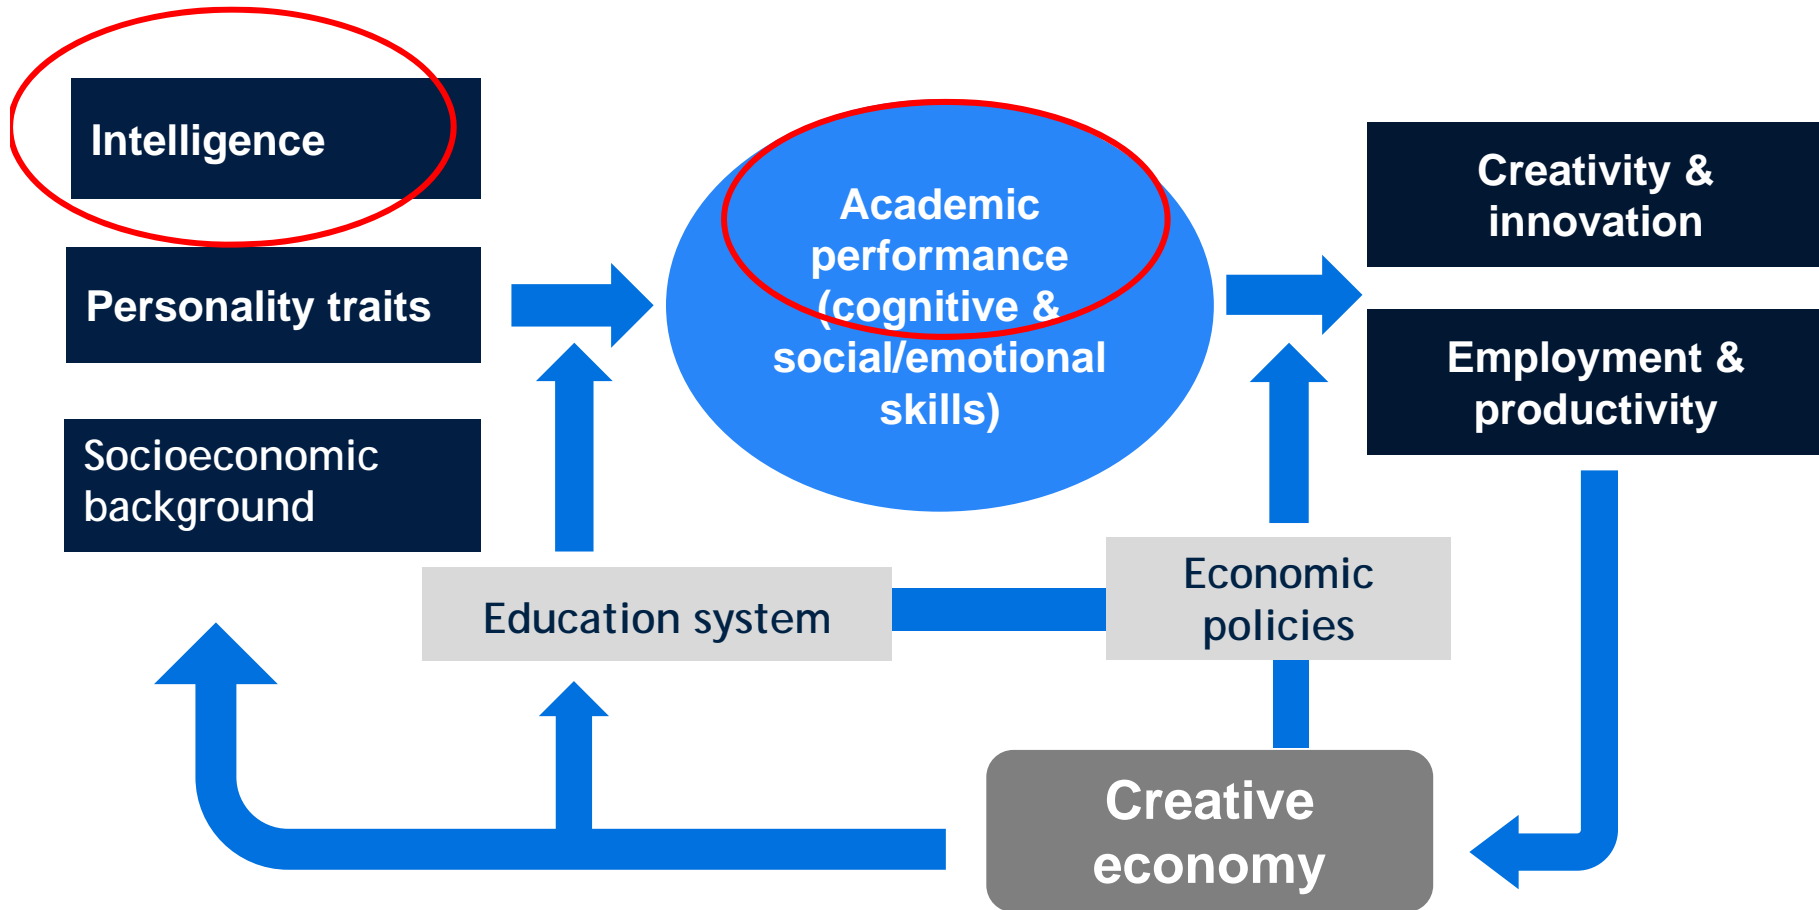 Intelligence
Personality traits
Socioeconomic
background
Academic
performance
(cognitive &
social/emotional
skills)
Creativity &
innovation
Employment &
productivity
Education system
Economic
policies
Creative
economy